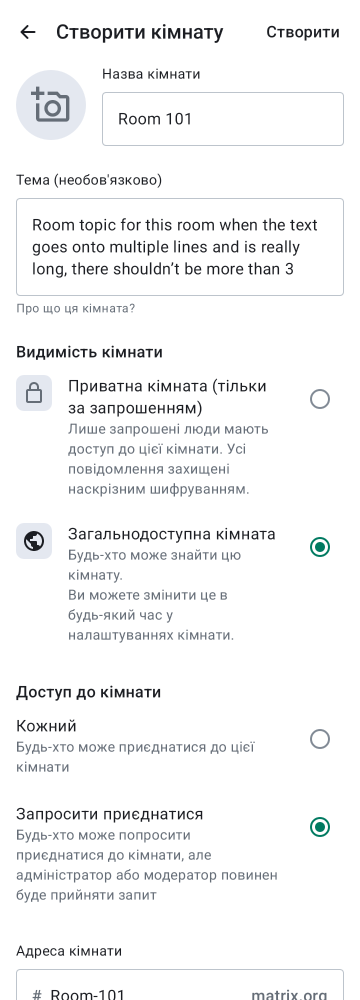 Створити кімнату
Створити
Назва кімнати
Room 101
Тема (необов'язково)
Room topic for this room when the text
goes onto multiple lines and is really
long, there shouldn’t be more than 3
Про що ця кімната?
Видимість кімнати
Приватна кімната (тільки
за запрошенням)
Лише запрошені люди мають
доступ до цієї кімнати. Усі
повідомлення захищені
наскрізним шифруванням.
Загальнодоступна кімната
Будь-хто може знайти цю
кімнату.
Ви можете змінити це в
будь-який час у
налаштуваннях кімнати.
Доступ до кімнати
Кожний
Будь-хто може приєднатися до цієї
кімнати
Запросити приєднатися
Будь-хто може попросити
приєднатися до кімнати, але
адміністратор або модератор повинен
буде прийняти запит
Адреса кімнати
# Room-101 matrix.org